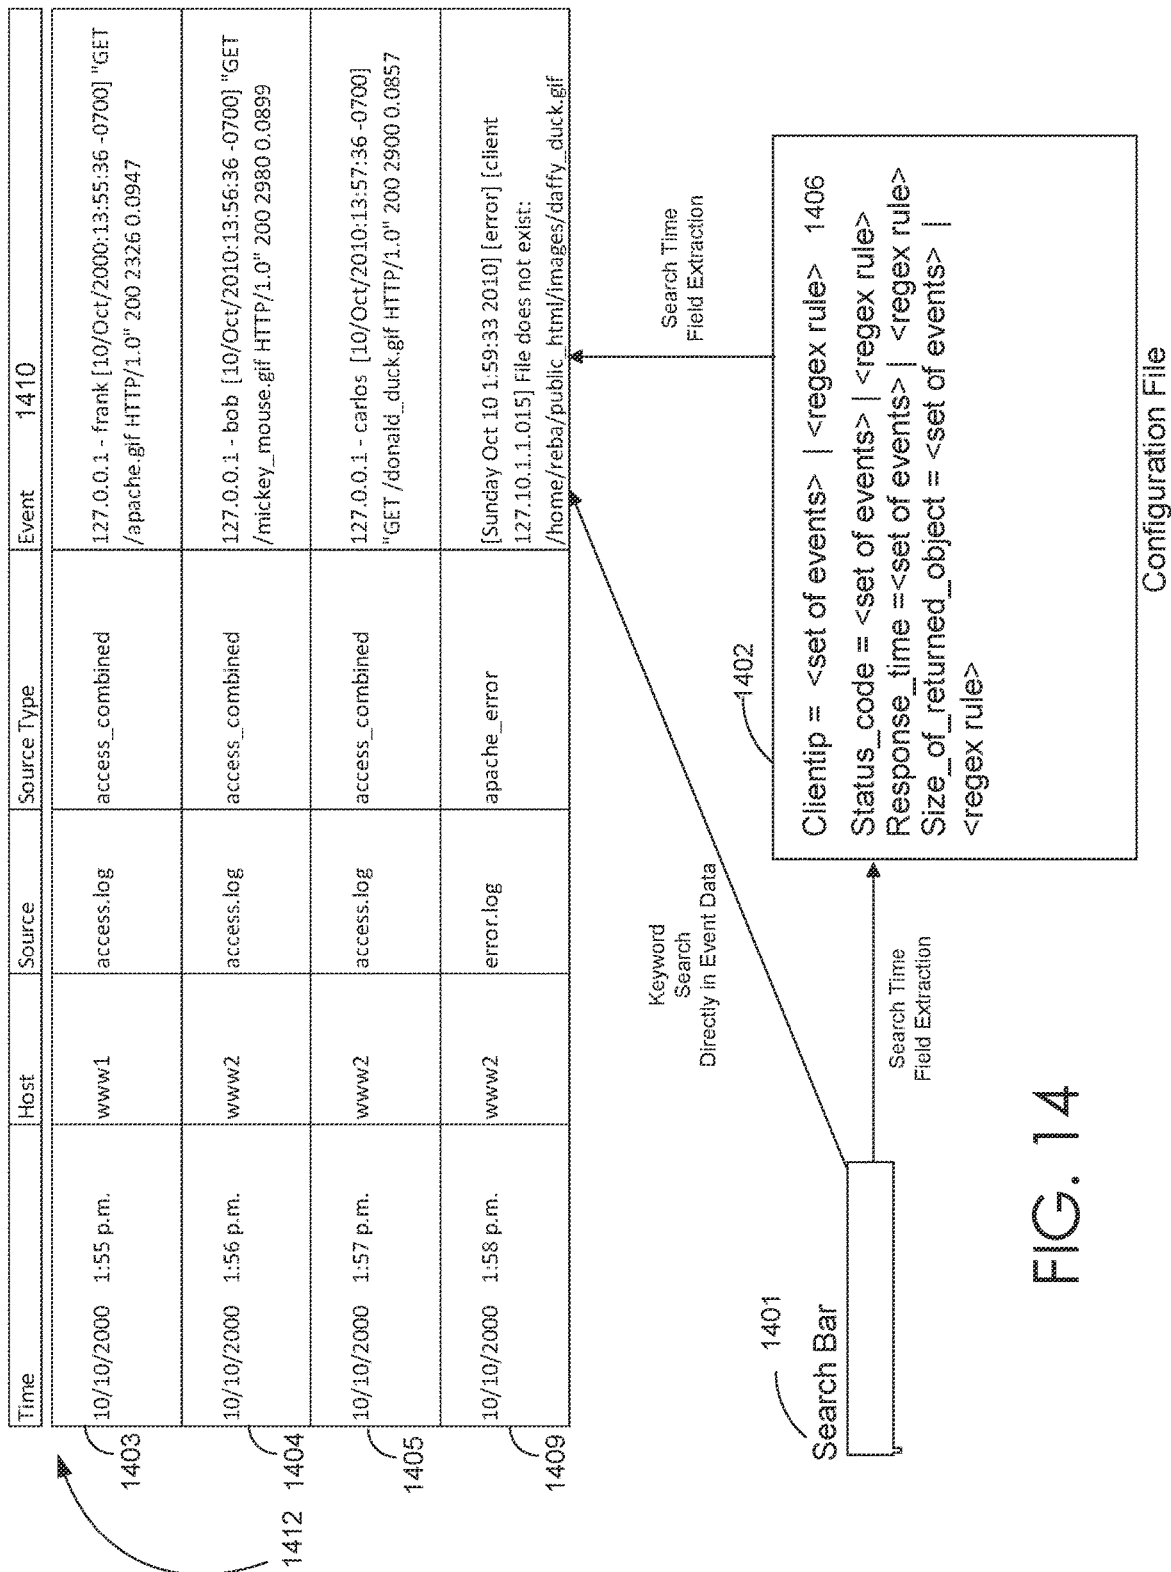 Time Host Source Source Type Event 1410
10/10/2000 1:55 p.m. www1 access.log access_combined 127.0.0.1 - frank [10/Oct/2000:13:55:36 -0700] "GET
/apache.gif HTTP/1.0" 200 2326 0.0947
1403
10/10/2000 1:56 p.m. www2 access.log access_combined 127.0.0.1 - bob [10/Oct/2010:13:56:36 -0700] "GET
/mickey_mouse.gif HTTP/1.0" 200 2980 0.0899
1404
10/10/2000 1:57 p.m. www2 access.log access_combined 127.0.0.1 - carlos [10/Oct/2010:13:57:36 -0700]
"GET /donald_duck.gif HTTP/1.0" 200 2900 0.0857
1405
10/10/2000 1:58 p.m. www2 error.log apache_error [Sunday Oct 10 1:59:33 2010] [error] [client
127.10.1.1.015] File does not exist:
/home/reba/public_html/images/daffy_duck.gif
1409
1412
Keyword
Search
Directly in Event Data
Search Time
Field Extraction
1401
Search Bar
Search Time
Field Extraction
1402
Clientip = <set of events> | <regex rule> 1406
Status_code = <set of events> | <regex rule>
Response_time =<set of events> | <regex rule>
Size_of_returned_object = <set of events> |
<regex rule>
Configuration File
FIG. 14